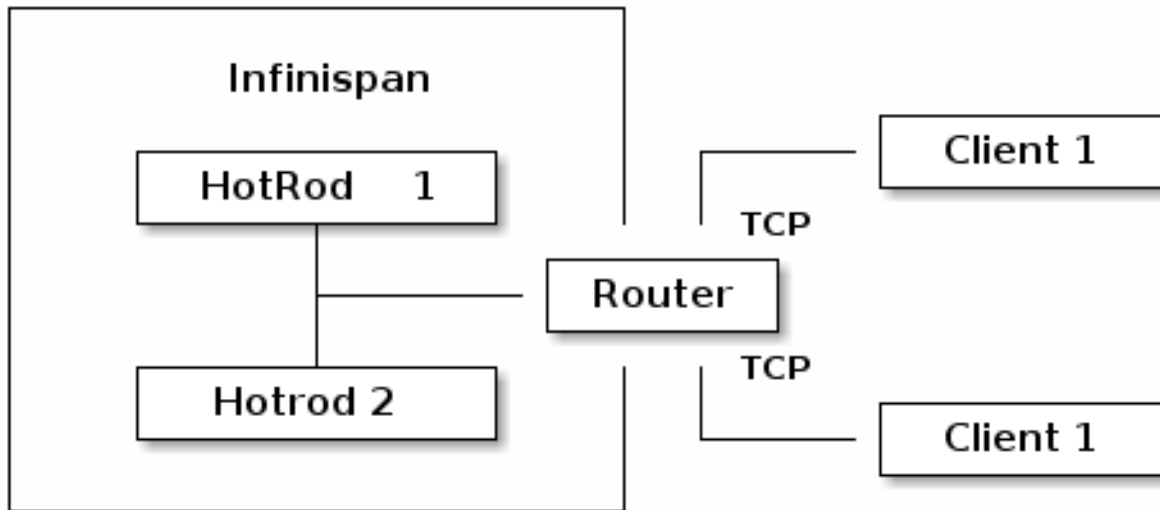 Infinispan
HotRod 1
Client 1
TCP
Router
TCP
Hotrod 2
Client 1